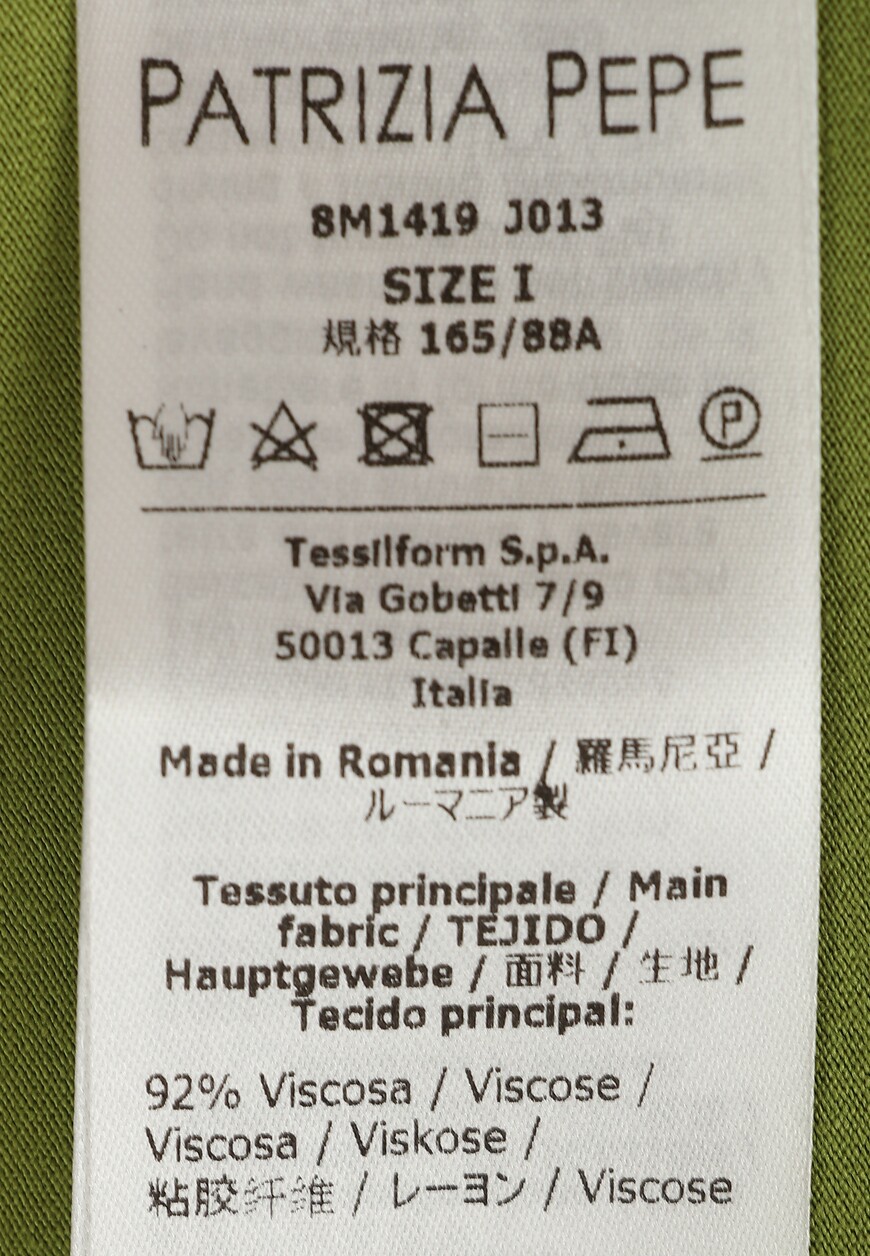 PATRIZIA PEPE
8M1419 J013
SIZE I
規格 165/88A
P
Tessilform S.p.A.
Via Gobetti 7/9
50013 Capalle (FI)
Italia
Made in Romania / 羅馬尼亞 /
ルーマニア製
Tessuto principale / Main
fabric / TEJIDO /
Hauptgewebe / 面料 / 生地 /
Tecido principal:
92% Viscosa / Viscose /
Viscosa / Viskose /
粘胶纤维 / レーヨン / Viscose